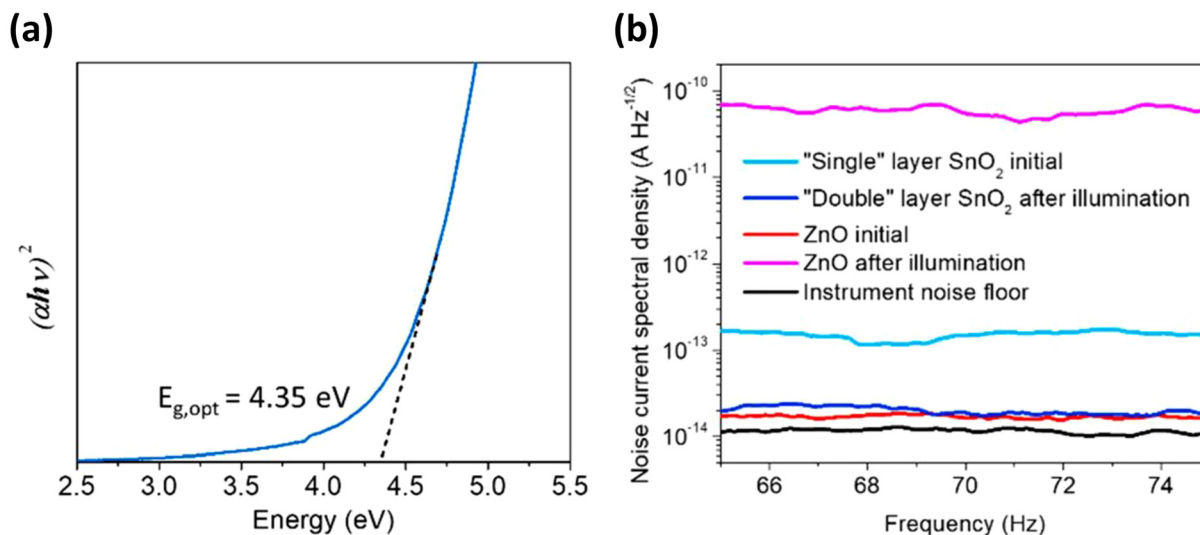 (a)
(αhν)²
E_g,opt = 4.35 eV
2.5 3.0 3.5 4.0 4.5 5.0 5.5
Energy (eV)
(b)
Noise current spectral density (A Hz⁻¹/²)
10⁻¹⁰
10⁻¹¹
10⁻¹²
10⁻¹³
10⁻¹⁴
"Single" layer SnO₂ initial
"Double" layer SnO₂ after illumination
ZnO initial
ZnO after illumination
Instrument noise floor
66 68 70 72 74
Frequency (Hz)